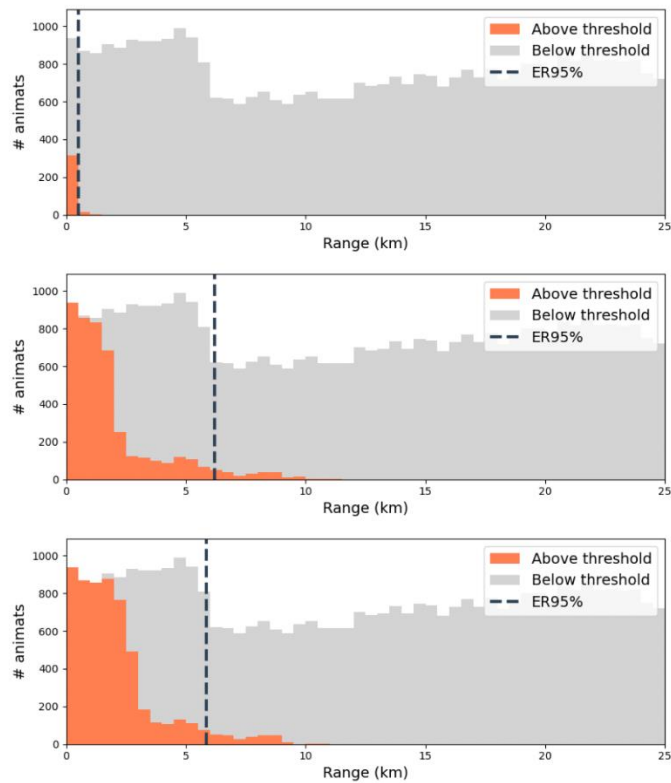 1000
800
600
400
200
0
# animats
Above threshold
Below threshold
ER95%
0 5 10 15 20 25
Range (km)
1000
800
600
400
200
0
# animats
Above threshold
Below threshold
ER95%
0 5 10 15 20 25
Range (km)
1000
800
600
400
200
0
# animats
Above threshold
Below threshold
ER95%
0 5 10 15 20 25
Range (km)